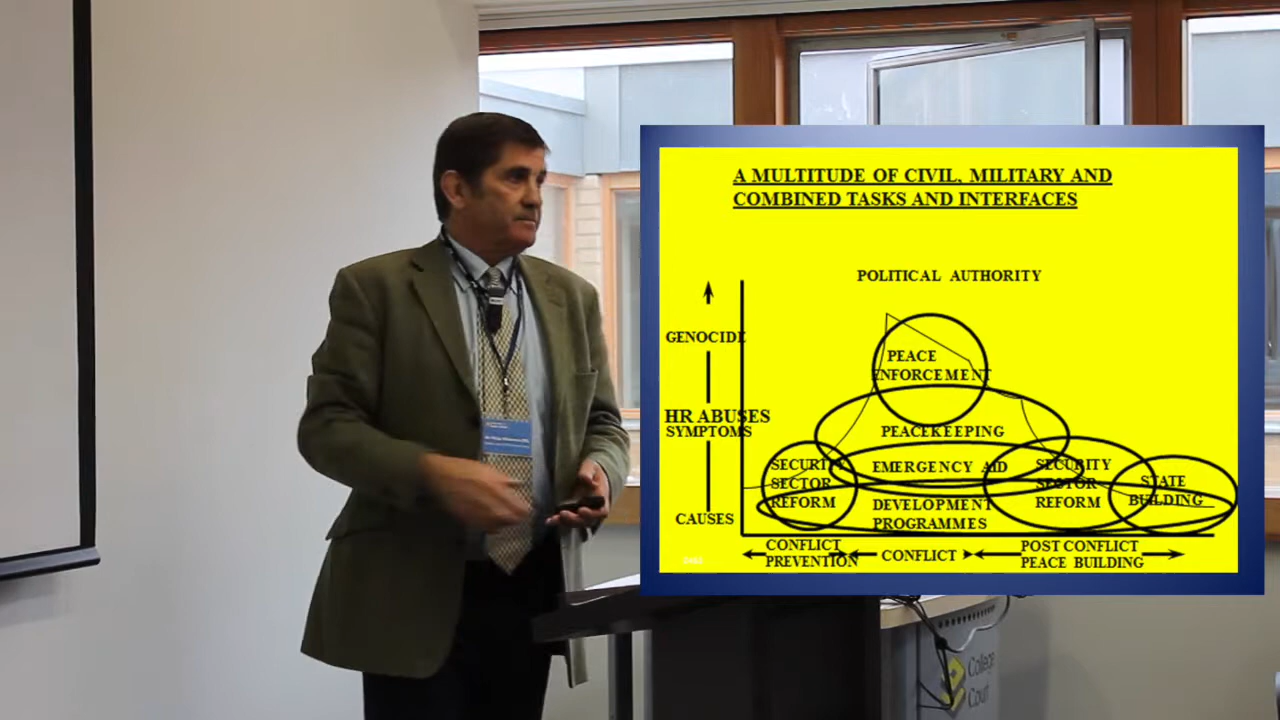 A MULTITUDE OF CIVIL, MILITARY AND
COMBINED TASKS AND INTERFACES
POLITICAL AUTHORITY
GENOCIDE
PEACE
ENFORCEMENT
HR ABUSES
SYMPTOMS
PEACEKEEPING
SECURITY
SECTOR
REFORM
EMERGENCY AID
SECURITY
SECTOR
REFORM
STATE
BUILDING
DEVELOPMENT
PROGRAMMES
CAUSES
CONFLICT
PREVENTION
CONFLICT
POST CONFLICT
PEACE BUILDING
College
Court